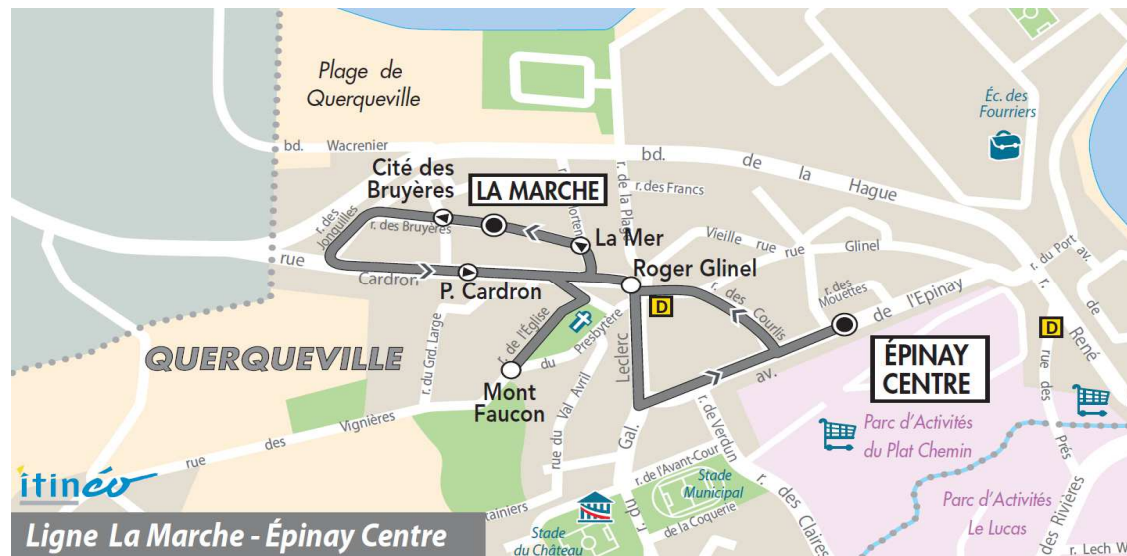 Plage de
Querqueville
Éc. des
Fourriers
bd. Wacrenier
bd. de la Hague
Cité des
Bruyères
LA MARCHE
r. de la Plage
r. des Francs
r. des Jonquilles
r. des Bruyères
La Mer
Vieille rue
rue Glinel
r. du Port
av. de
René
rue Cardron
P. Cardron
Roger Glinel
r. des Courlis
r. des
Mouettes
av. de l'Epinay
D
D
QUERQUEVILLE
r. du Grd. Large
r. de l'Église
du Presbytère
Mont
Faucon
r. du Gal. Leclerc
ÉPINAY
CENTRE
rue des Prés
rue des Vignières
rue du Val Avril
r. de Verdun
Parc d'Activités
du Plat Chemin
r. de l'Avant-Cour
Stade
Municipal
r. des Claires
de la Coquerie
Parc d'Activités
Le Lucas
des Rivières
itinéo
tainiers
Stade
du Château
r. Lech W
Ligne La Marche - Épinay Centre